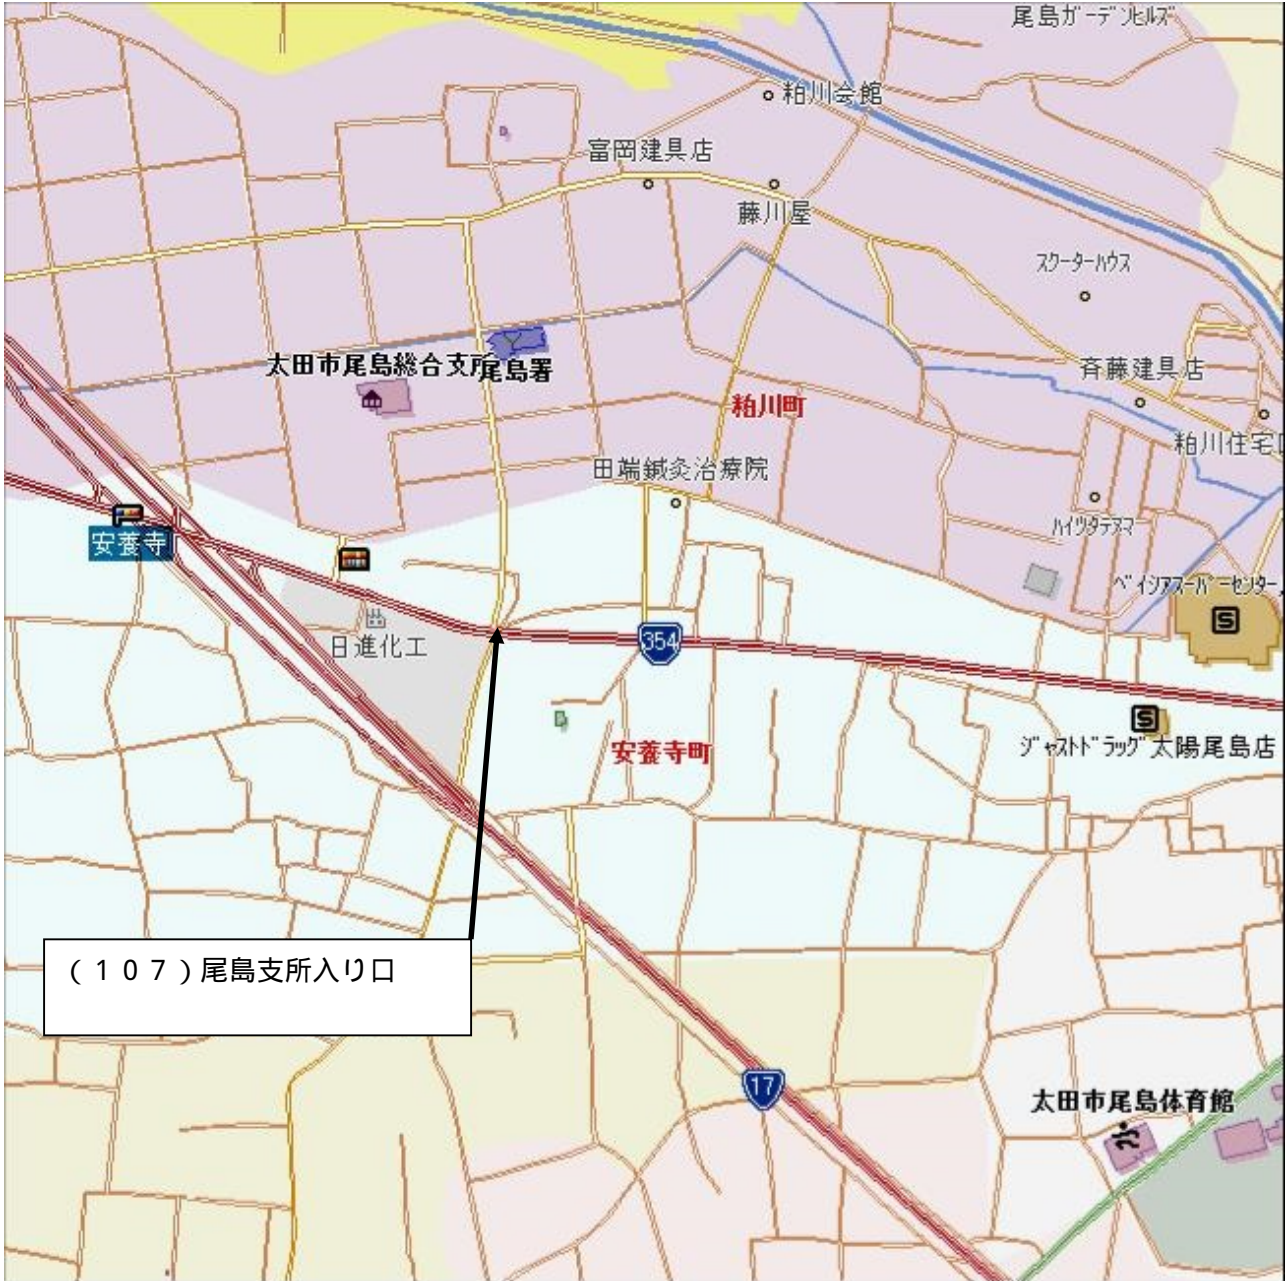 尾島ガーデンヒルズ
粕川会館
富岡建具店
藤川屋
スクーターハウス
太田市尾島総合支所
尾島署
斉藤建具店
粕川町
粕川住宅
田端鍼灸治療院
ハイツタテヌマ
安養寺
ベイシアスーパーセンター
S
日進化工
354
S
ジャストドラッグ太陽尾島店
安養寺町
(107)尾島支所入り口
17
太田市尾島体育館